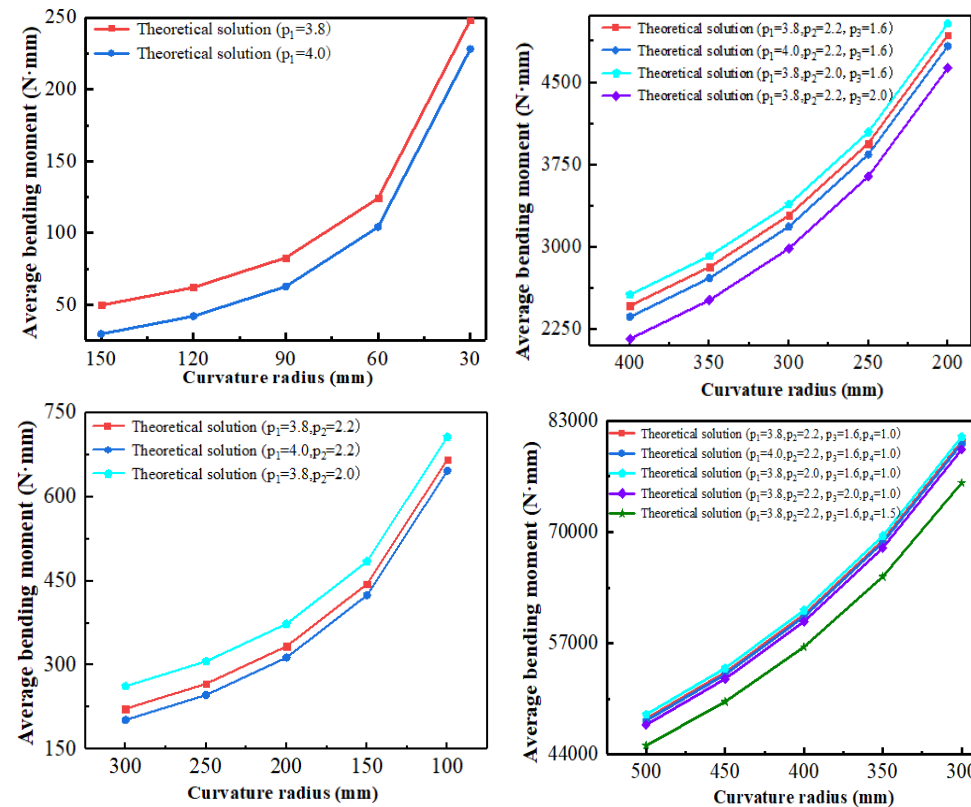 250
200
150
100
50
150
120
90
60
30
Average bending moment (N·mm)
Curvature radius (mm)
Theoretical solution (p₁=3.8)
Theoretical solution (p₁=4.0)
4500
3750
3000
2250
400
350
300
250
200
Average bending moment (N·mm)
Curvature radius (mm)
Theoretical solution (p₁=3.8,p₂=2.2, p₃=1.6)
Theoretical solution (p₁=4.0,p₂=2.2, p₃=1.6)
Theoretical solution (p₁=3.8,p₂=2.0, p₃=1.6)
Theoretical solution (p₁=3.8,p₂=2.2, p₃=2.0)
750
600
450
300
150
300
250
200
150
100
Average bending moment (N·mm)
Curvature radius (mm)
Theoretical solution (p₁=3.8,p₂=2.2)
Theoretical solution (p₁=4.0,p₂=2.2)
Theoretical solution (p₁=3.8,p₂=2.0)
83000
70000
57000
44000
500
450
400
350
300
Average bending moment (N·mm)
Curvature radius (mm)
Theoretical solution (p₁=3.8,p₂=2.2, p₃=1.6,p₄=1.0)
Theoretical solution (p₁=4.0,p₂=2.2, p₃=1.6,p₄=1.0)
Theoretical solution (p₁=3.8,p₂=2.0, p₃=1.6,p₄=1.0)
Theoretical solution (p₁=3.8,p₂=2.2, p₃=2.0,p₄=1.0)
Theoretical solution (p₁=3.8,p₂=2.2, p₃=1.6,p₄=1.5)